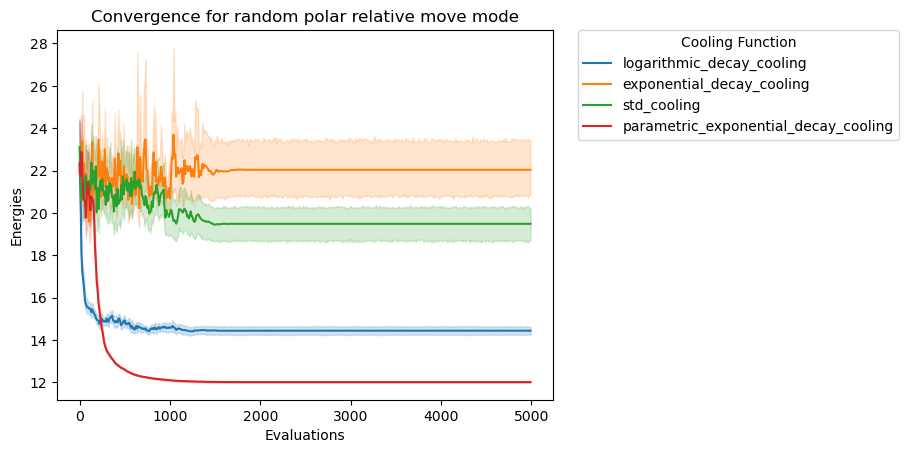 Convergence for random polar relative move mode
Energies
28
26
24
22
20
18
16
14
12
0
1000
2000
3000
4000
5000
Evaluations
Cooling Function
logarithmic_decay_cooling
exponential_decay_cooling
std_cooling
parametric_exponential_decay_cooling